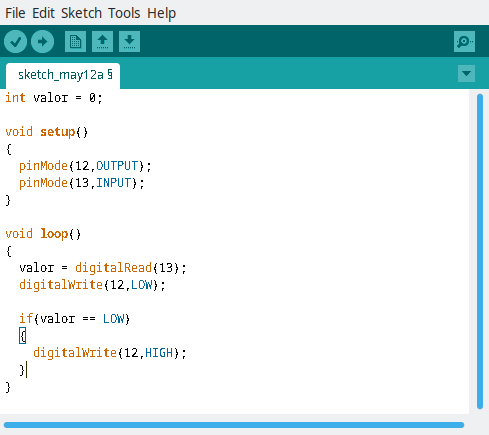 File Edit Sketch Tools Help
sketch_may12a §
int valor = 0;
void setup()
{
pinMode(12,OUTPUT);
pinMode(13,INPUT);
}
void loop()
{
valor = digitalRead(13);
digitalWrite(12,LOW);
if(valor == LOW)
{
digitalWrite(12,HIGH);
}
}